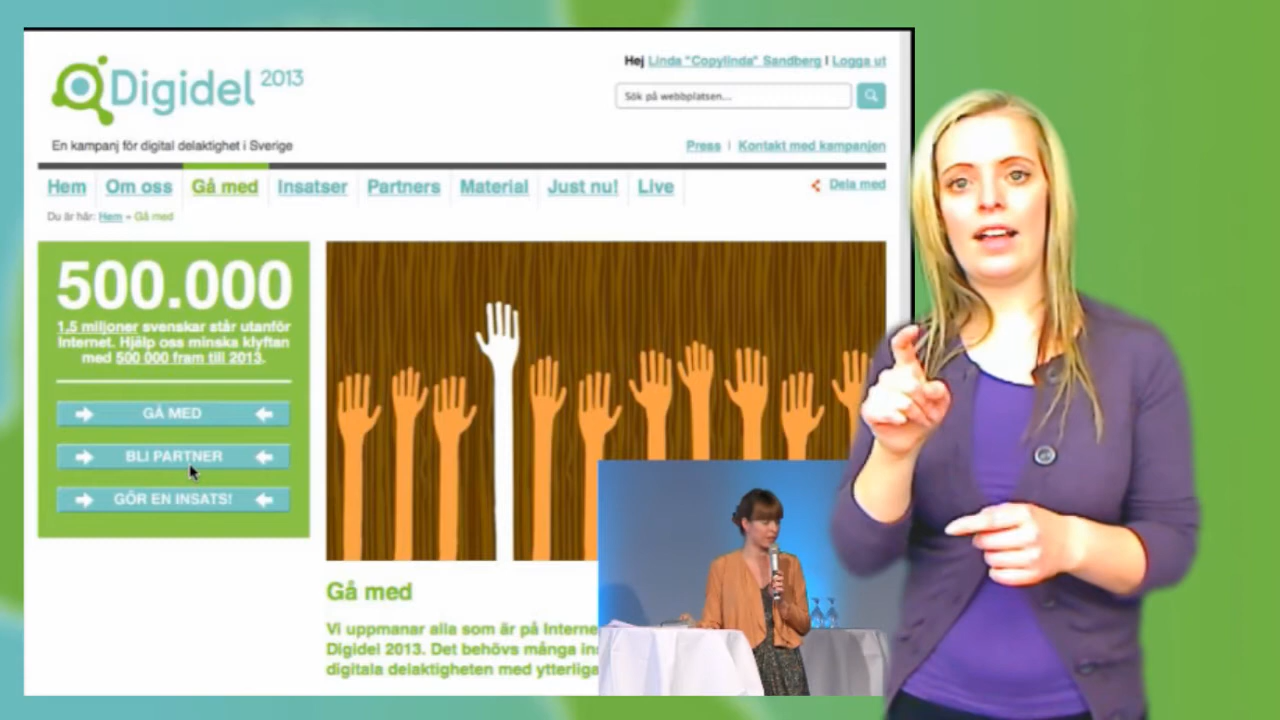 Digidel 2013
Hej Linda "Copylinda" Sandberg | Logga ut
Sök på webbplatsen...
En kampanj för digital delaktighet i Sverige
Press | Kontakt med kampanjen
Hem Om oss Gå med Insatser Partners Material Just nu! Live
Dela med
Du är här: Hem » Gå med
500.000
1,5 miljoner svenskar står utanför
Internet. Hjälp oss minska klyftan
med 500 000 fram till 2013.
GÅ MED
BLI PARTNER
GÖR EN INSATS!
Gå med
Vi uppmanar alla som är på Interne
Digidel 2013. Det behövs många in
digitala delaktigheten med ytterliga